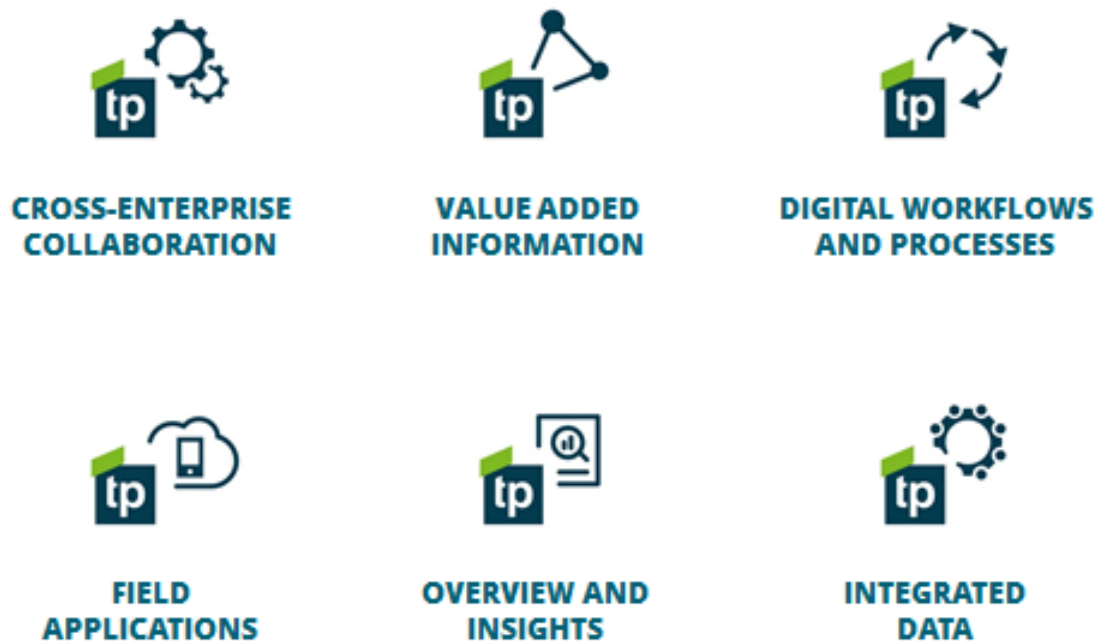 tp
tp
tp
CROSS-ENTERPRISE
COLLABORATION
VALUE ADDED
INFORMATION
DIGITAL WORKFLOWS
AND PROCESSES
tp
tp
tp
FIELD
APPLICATIONS
OVERVIEW AND
INSIGHTS
INTEGRATED
DATA